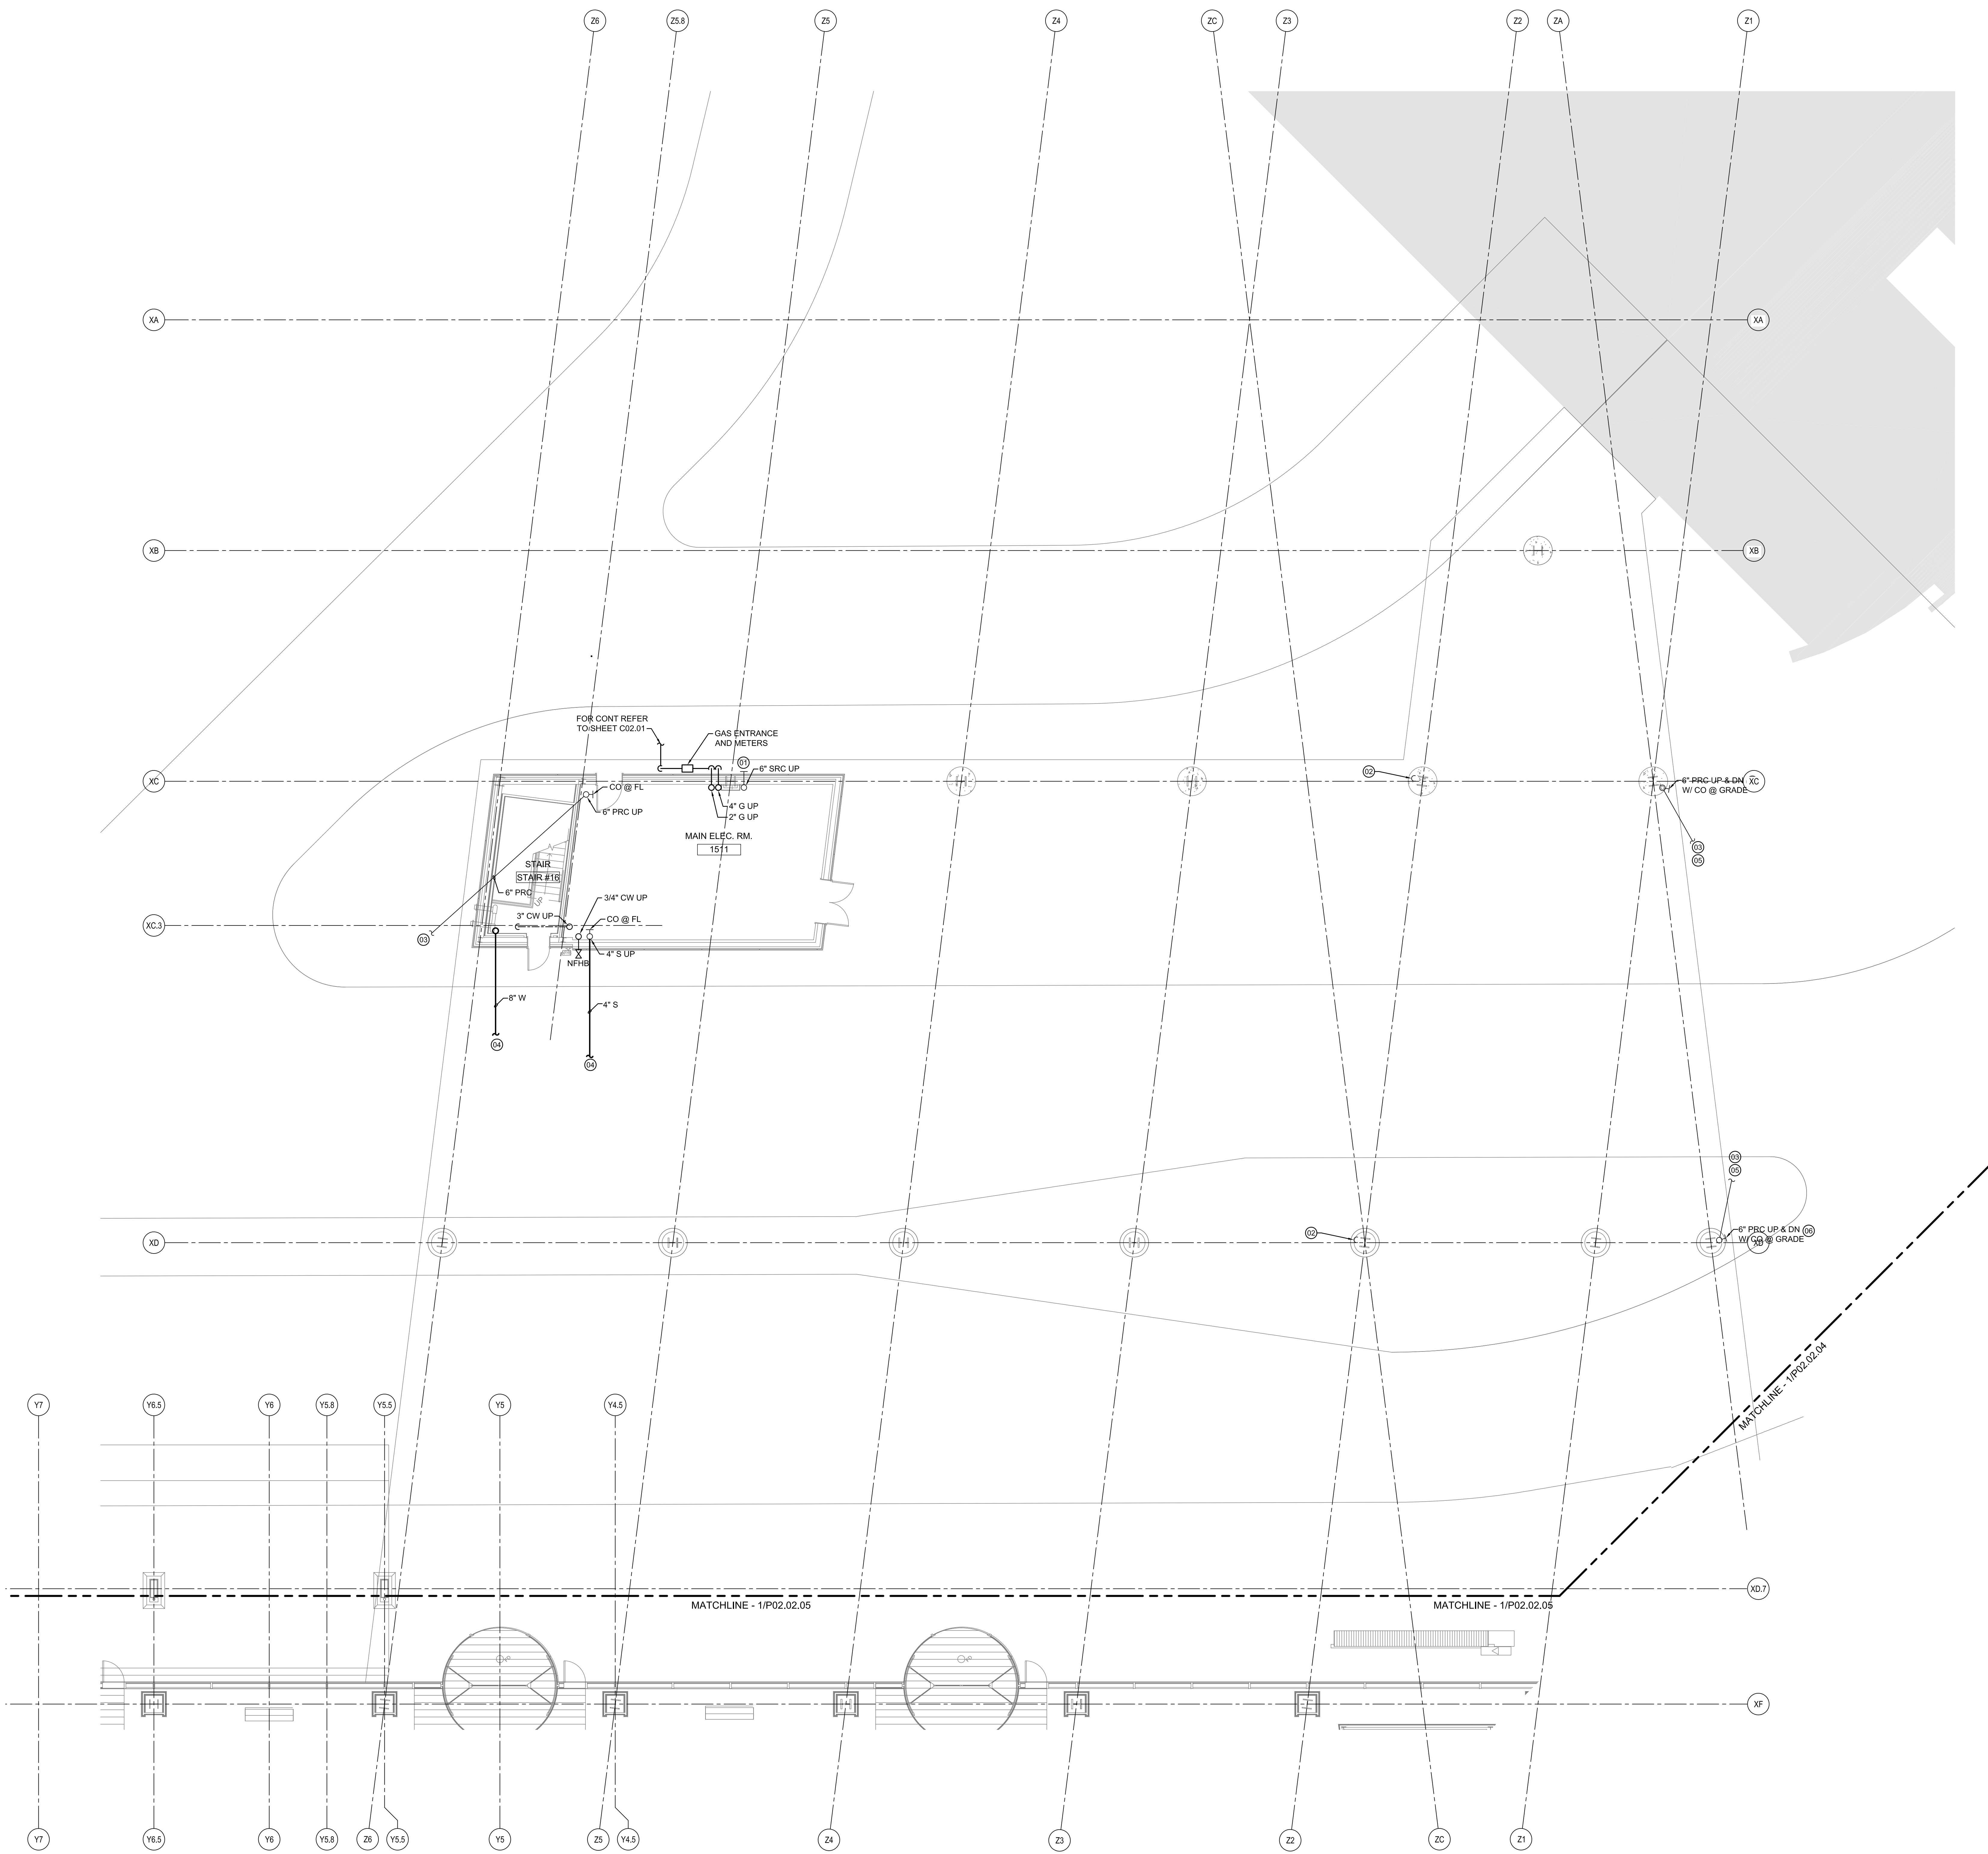 Z6
Z5.8
Z5
Z4
ZC
Z3
Z2
ZA
Z1
XA
XA
XB
XB
FOR CONT REFER
TO SHEET C02.01
GAS ENTRANCE
AND METERS
01
6" SRC UP
XC
CO @ FL
02
6" PRC UP & DN
W/ CO @ GRADE
XC
4" G UP
6" PRC UP
2" G UP
MAIN ELEC. RM.
1511
03
05
STAIR
STAIR #16
6" PRC
UP
3/4" CW UP
3" CW UP
CO @ FL
XC.3
03
4" S UP
NFHB
8" W
4" S
04
04
03
05
XD
02
6" PRC UP & DN
W/ CO @ GRADE
06
XD
MATCHLINE - 1/P02.02.04
Y7
Y6.5
Y6
Y5.8
Y5.5
Y5
Y4.5
XD.7
MATCHLINE - 1/P02.02.05
MATCHLINE - 1/P02.02.05
XF
Y7
Y6.5
Y6
Y5.8
Z6
Y5.5
Y5
Z5
Y4.5
Z4
Z3
Z2
ZC
Z1